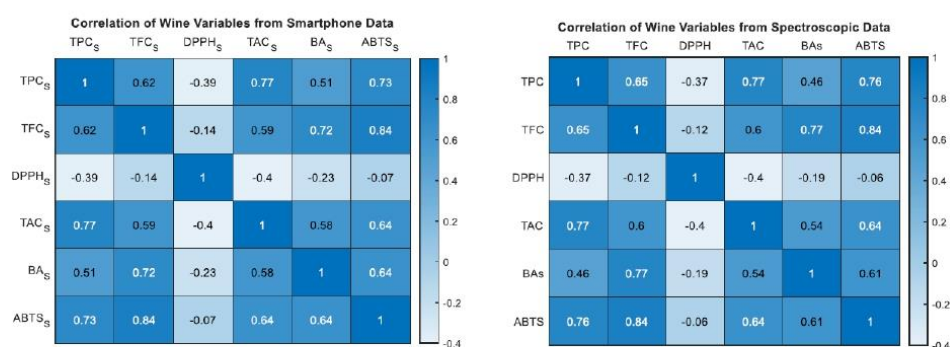 Correlation of Wine Variables from Smartphone Data
TPCS TFCS DPPHS TACS BAS ABTSS
TPCS 1 0.62 -0.39 0.77 0.51 0.73
TFCS 0.62 1 -0.14 0.59 0.72 0.84
DPPHS -0.39 -0.14 1 -0.4 -0.23 -0.07
TACS 0.77 0.59 -0.4 1 0.58 0.64
BAS 0.51 0.72 -0.23 0.58 1 0.64
ABTSS 0.73 0.84 -0.07 0.64 0.64 1
1
0.8
0.6
0.4
0.2
0
-0.2
-0.4
Correlation of Wine Variables from Spectroscopic Data
TPC TFC DPPH TAC BAs ABTS
TPC 1 0.65 -0.37 0.77 0.46 0.76
TFC 0.65 1 -0.12 0.6 0.77 0.84
DPPH -0.37 -0.12 1 -0.4 -0.19 -0.06
TAC 0.77 0.6 -0.4 1 0.54 0.64
BAs 0.46 0.77 -0.19 0.54 1 0.61
ABTS 0.76 0.84 -0.06 0.64 0.61 1
1
0.8
0.6
0.4
0.2
0
-0.2
-0.4